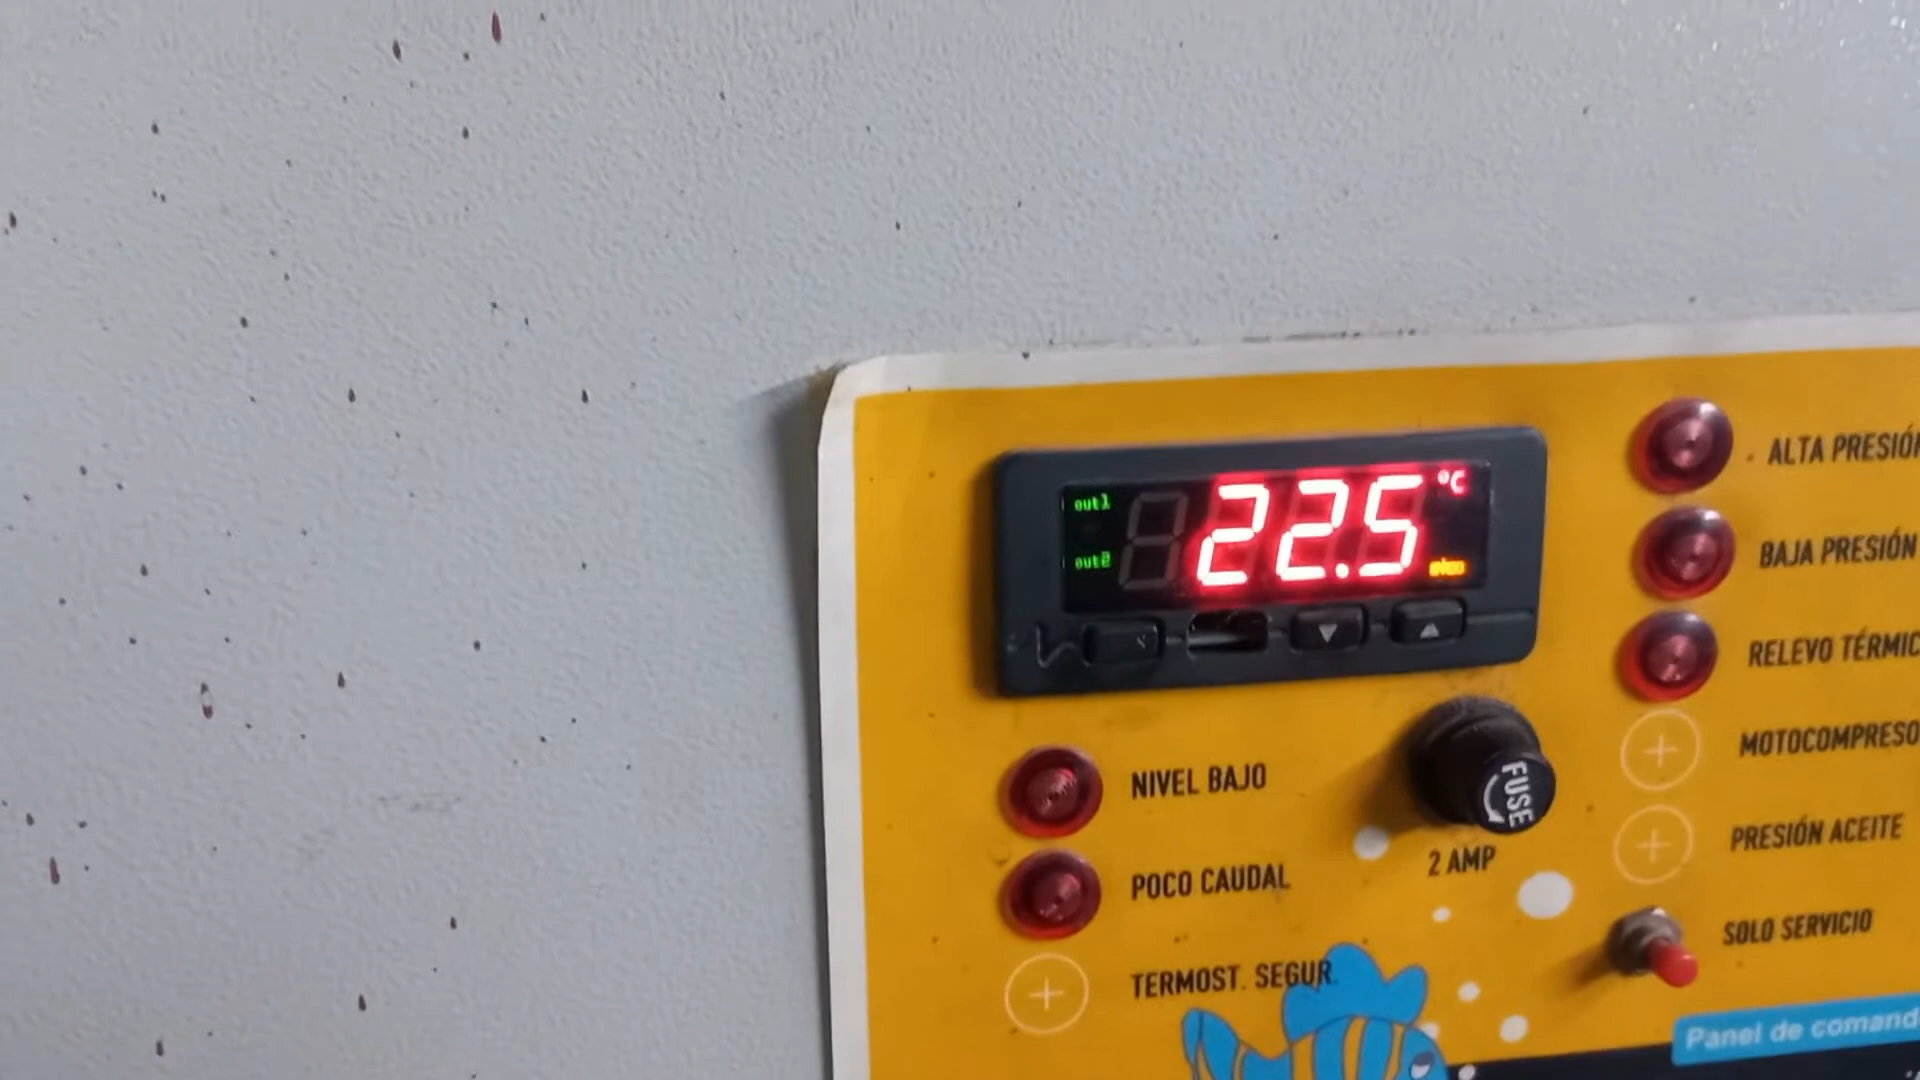 out1
22.5 °C
out2
ALTA PRESIÓN
BAJA PRESIÓN
RELEVO TÉRMIC
MOTOCOMPRESO
PRESIÓN ACEITE
SOLO SERVICIO
NIVEL BAJO
POCO CAUDAL
TERMOST. SEGUR.
FUSE
2 AMP
Panel de comand